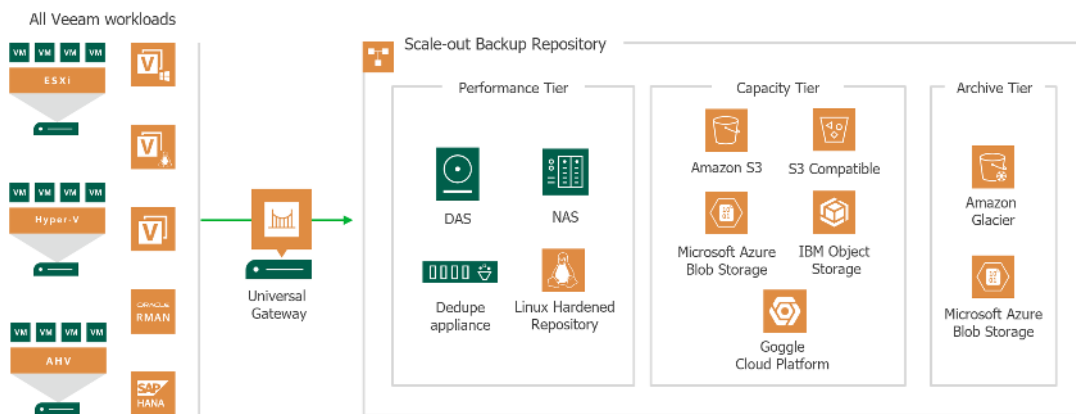 All Veeam workloads
VM VM VM VM
ESXi
V
V
VM VM VM VM
Hyper-V
V
ORACLE
RMAN
VM VM VM VM
AHV
SAP
HANA
Universal
Gateway
Scale-out Backup Repository
Performance Tier
DAS
NAS
Dedupe
appliance
Linux Hardened
Repository
Capacity Tier
Amazon S3
S3 Compatible
Microsoft Azure
Blob Storage
IBM Object
Storage
Goggle
Cloud Platform
Archive Tier
Amazon
Glacier
Microsoft Azure
Blob Storage